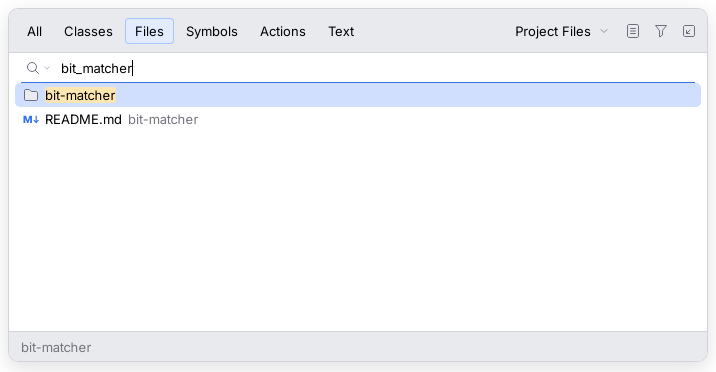 All Classes Files Symbols Actions Text Project Files
bit_matcher
bit-matcher
M↓ README.md bit-matcher
bit-matcher